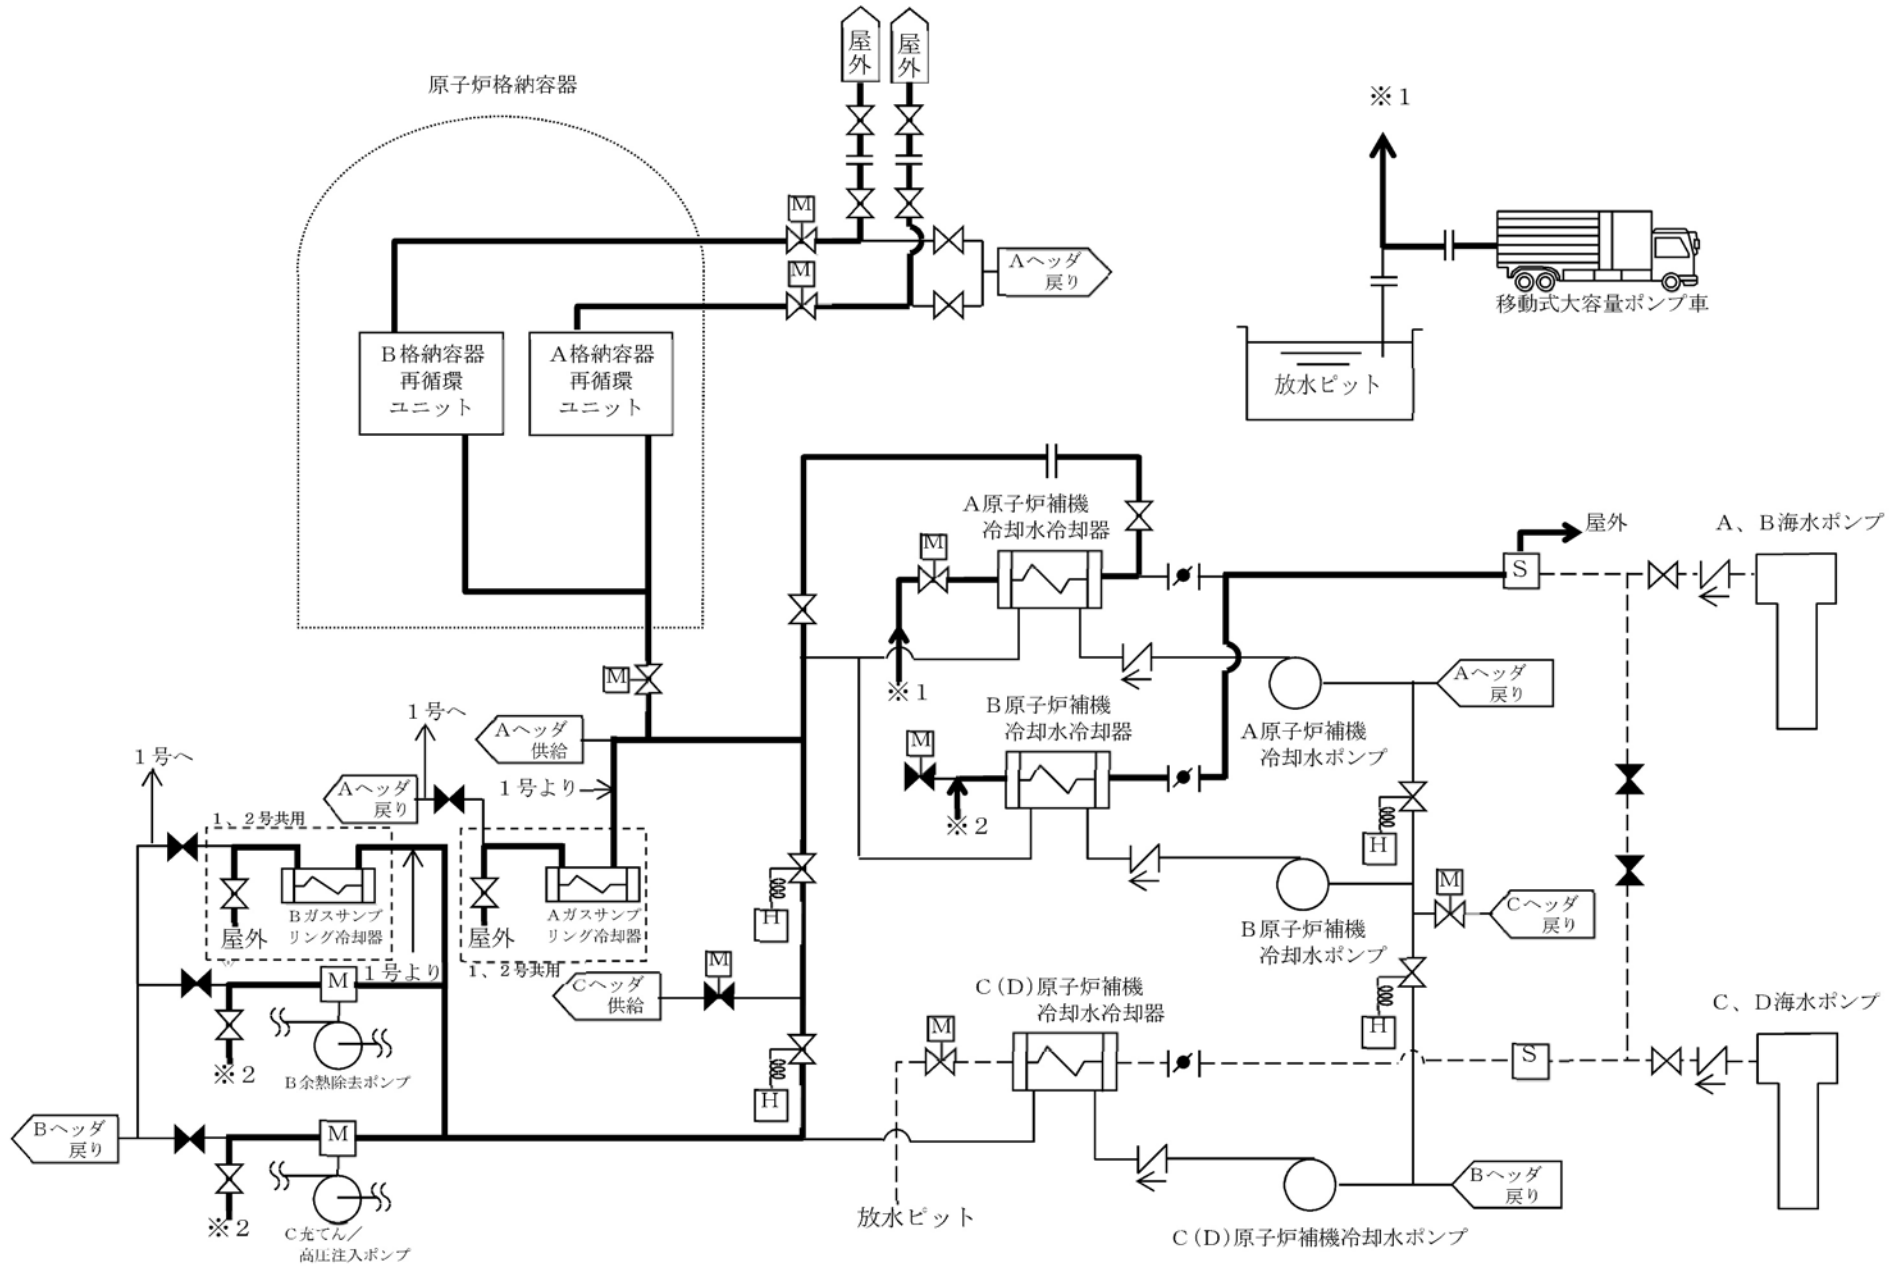 屋外
屋外
原子炉格納容器
※1
M
M
Aヘッダ
戻り
移動式大容量ポンプ車
B格納容器
再循環
ユニット
A格納容器
再循環
ユニット
放水ピット
A原子炉補機
冷却水冷却器
屋外
A、B海水ポンプ
M
S
M
※1
Aヘッダ
戻り
B原子炉補機
冷却水冷却器
1号へ
Aヘッダ
供給
M
A原子炉補機
冷却水ポンプ
1号へ
Aヘッダ
戻り
1号より
※2
1、2号共用
H
Bガスサンプ
リング冷却器
屋外
Aガスサンプ
リング冷却器
屋外
1、2号共用
1号より
H
M
Cヘッダ
戻り
B原子炉補機
冷却水ポンプ
M
Cヘッダ
供給
M
C(D)原子炉補機
冷却水冷却器
C、D海水ポンプ
M
H
S
※2
B余熱除去ポンプ
H
Bヘッダ
戻り
M
Bヘッダ
戻り
※2
C充てん/
高圧注入ポンプ
放水ピット
C(D)原子炉補機冷却水ポンプ